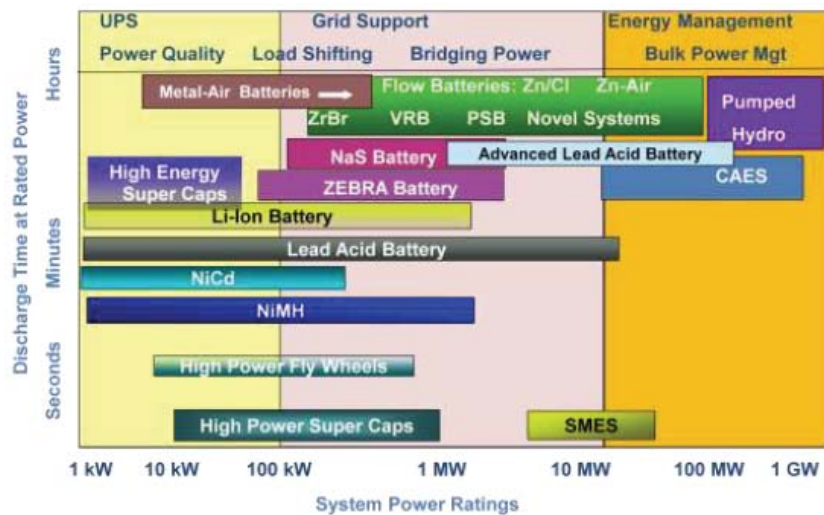 UPS Grid Support Energy Management
Power Quality Load Shifting Bridging Power Bulk Power Mgt
Hours
Metal-Air Batteries
Flow Batteries: Zn/Cl Zn-Air
ZrBr VRB PSB Novel Systems
Pumped
Hydro
NaS Battery
Advanced Lead Acid Battery
High Energy
Super Caps
ZEBRA Battery
CAES
Li-Ion Battery
Minutes
Lead Acid Battery
NiCd
NiMH
Seconds
High Power Fly Wheels
High Power Super Caps
SMES
Discharge Time at Rated Power
1 kW 10 kW 100 kW 1 MW 10 MW 100 MW 1 GW
System Power Ratings